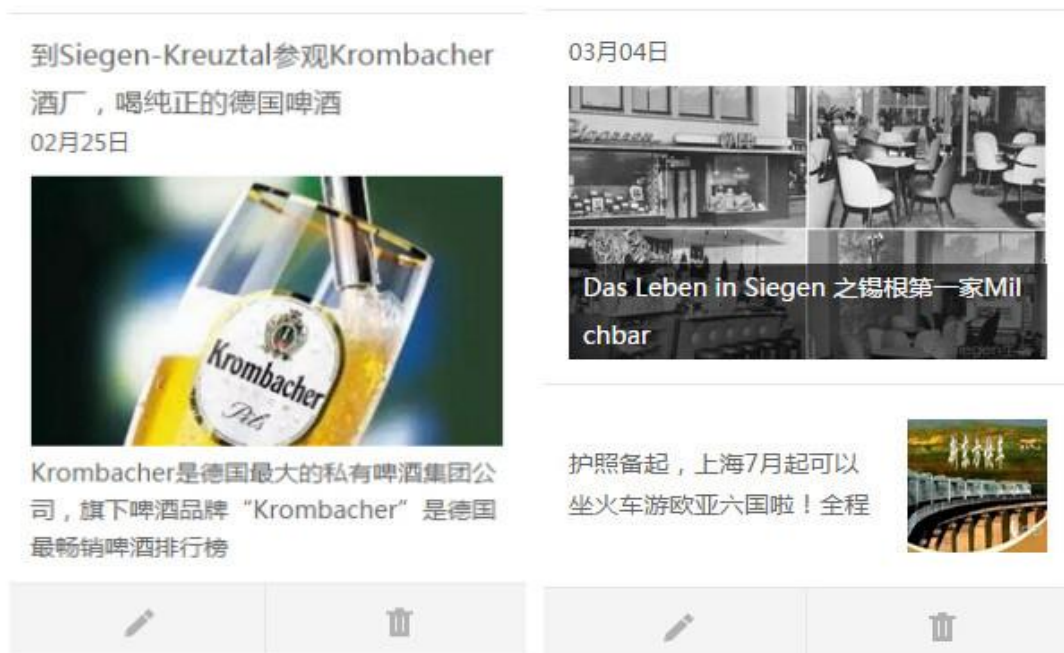 到Siegen-Kreuztal参观Krombacher
酒厂，喝纯正的德国啤酒
02月25日
Krombacher
Pils
Krombacher是德国最大的私有啤酒集团公
司，旗下啤酒品牌“Krombacher”是德国
最畅销啤酒排行榜
03月04日
Das Leben in Siegen 之锡根第一家Mil
chbar
护照备起，上海7月起可以
坐火车游欧亚六国啦！全程